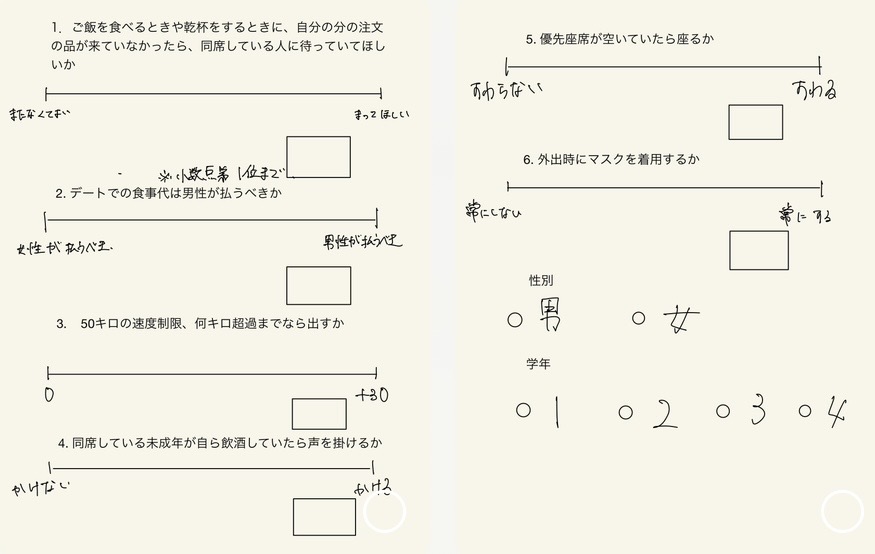 1. ご飯を食べるときや乾杯をするときに、自分の分の注文
の品が来ていなかったら、同席している人に待っていてほし
いか
またなくてよい
まってほしい
※小数点第1位まで
2. デートでの食事代は男性が払うべきか
女性が払うべき
男性が払うべき
3. 50キロの速度制限、何キロ超過までなら出すか
0
+30
4. 同席している未成年が自ら飲酒していたら声を掛けるか
かけない
かける
5. 優先座席が空いていたら座るか
すわらない
すわる
6. 外出時にマスクを着用するか
常にしない
常にする
性別
男
女
学年
1
2
3
4